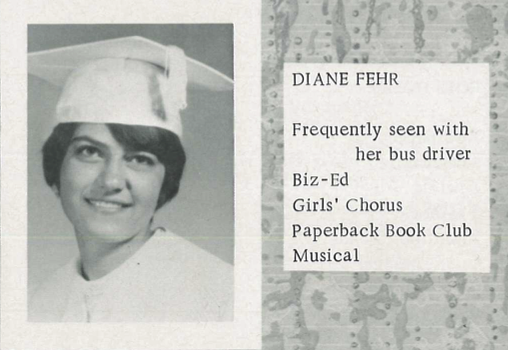 DIANE FEHR
Frequently seen with
her bus driver
Biz-Ed
Girls' Chorus
Paperback Book Club
Musical